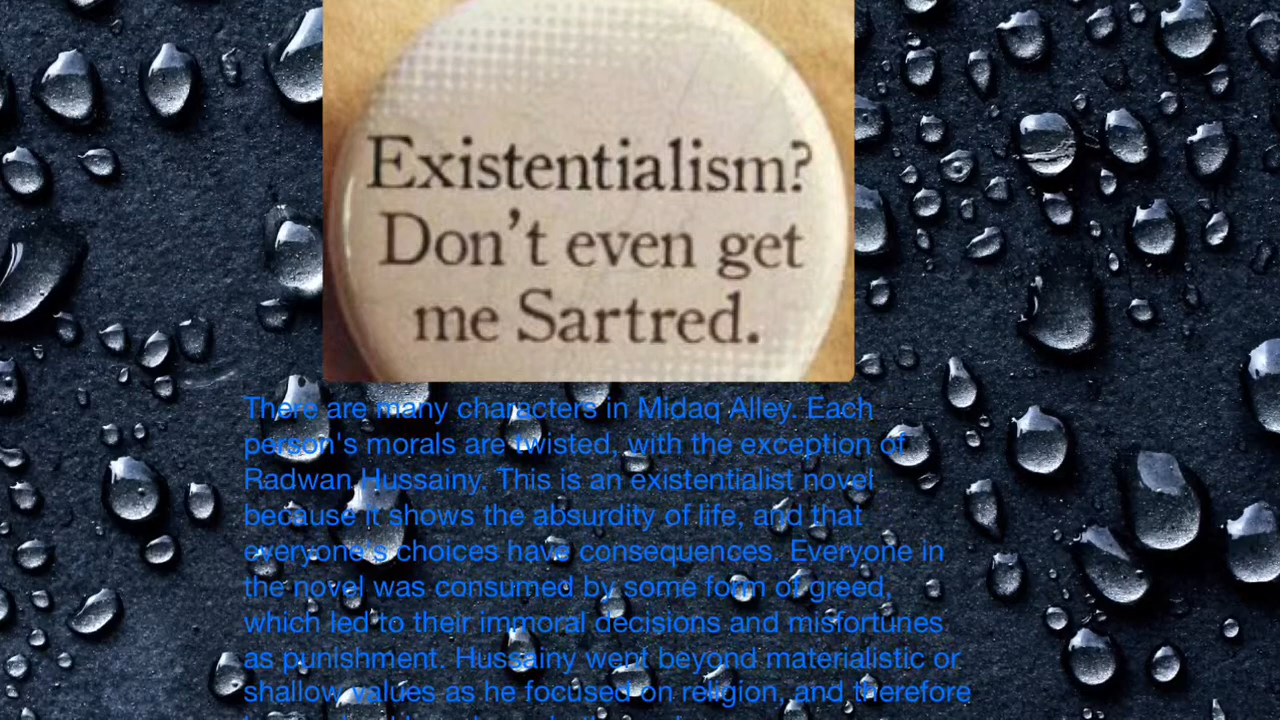 Existentialism?
Don't even get
me Sartred.
There are many characters in Midaq Alley. Each
person's morals are twisted, with the exception of
Radwan Hussainy. This is an existentialist novel
because it shows the absurdity of life, and that
everyone's choices have consequences. Everyone in
the novel was consumed by some form of greed,
which led to their immoral decisions and misfortunes
as punishment. Hussainy went beyond materialistic or
shallow values as he focused on religion, and therefore